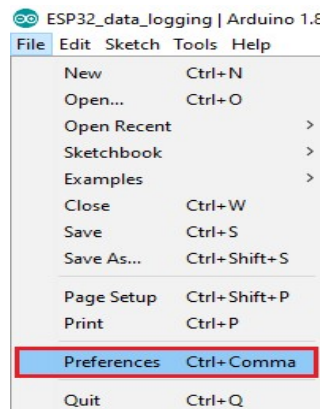 ESP32_data_logging | Arduino 1.8
File Edit Sketch Tools Help
New Ctrl+N
Open... Ctrl+O
Open Recent >
Sketchbook >
Examples >
Close Ctrl+W
Save Ctrl+S
Save As... Ctrl+Shift+S
Page Setup Ctrl+Shift+P
Print Ctrl+P
Preferences Ctrl+Comma
Quit Ctrl+Q